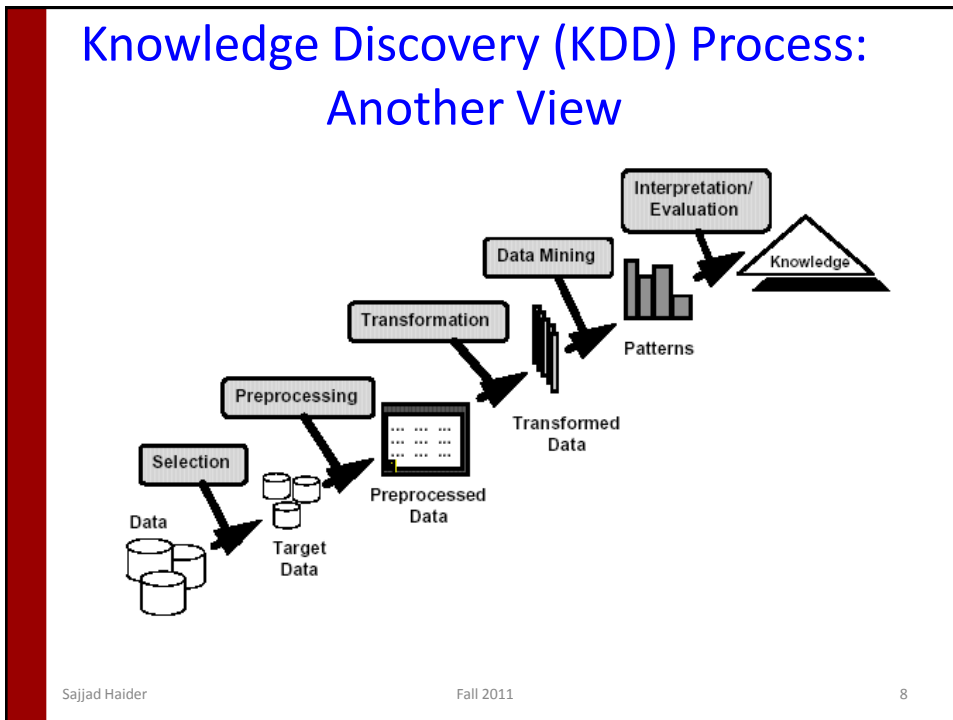 Knowledge Discovery (KDD) Process:
Another View
Interpretation/
Evaluation
Knowledge
Data Mining
Patterns
Transformation
Transformed
Data
Preprocessing
... ... ...
... ... ...
... ... ...
Preprocessed
Data
Selection
Target
Data
Data
Sajjad Haider
Fall 2011
8